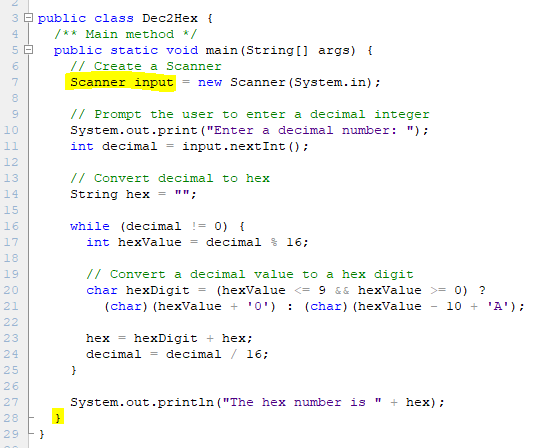 2
3 public class Dec2Hex {
4 /** Main method */
5 public static void main(String[] args) {
6 // Create a Scanner
7 Scanner input = new Scanner(System.in);
8
9 // Prompt the user to enter a decimal integer
10 System.out.print("Enter a decimal number: ");
11 int decimal = input.nextInt();
12
13 // Convert decimal to hex
14 String hex = "";
15
16 while (decimal != 0) {
17 int hexValue = decimal % 16;
18
19 // Convert a decimal value to a hex digit
20 char hexDigit = (hexValue <= 9 && hexValue >= 0) ?
21 (char)(hexValue + '0') : (char)(hexValue - 10 + 'A');
22
23 hex = hexDigit + hex;
24 decimal = decimal / 16;
25 }
26
27 System.out.println("The hex number is " + hex);
28 }
29 }